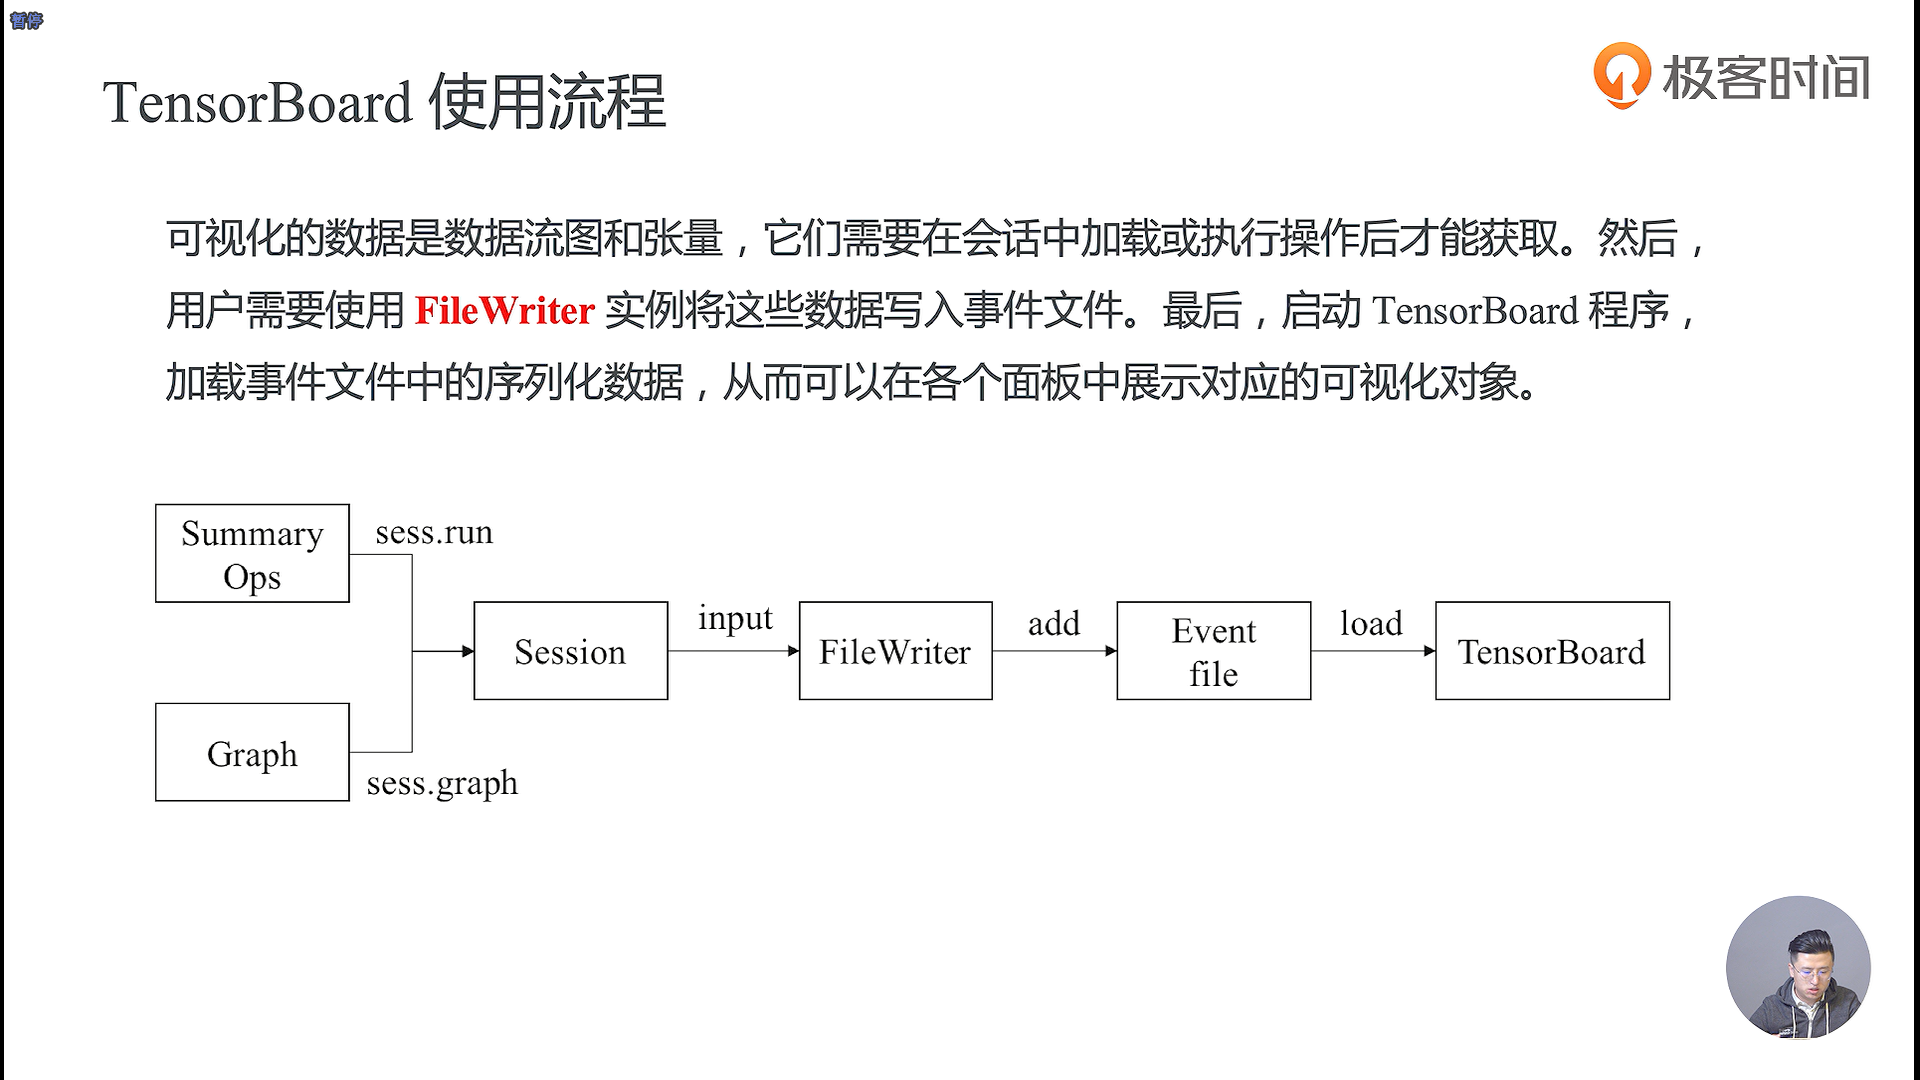 暂停
极客时间
TensorBoard 使用流程
可视化的数据是数据流图和张量，它们需要在会话中加载或执行操作后才能获取。然后，
用户需要使用 FileWriter 实例将这些数据写入事件文件。最后，启动 TensorBoard 程序，
加载事件文件中的序列化数据，从而可以在各个面板中展示对应的可视化对象。
Summary
Ops
sess.run
Session
input
FileWriter
add
Event
file
load
TensorBoard
Graph
sess.graph